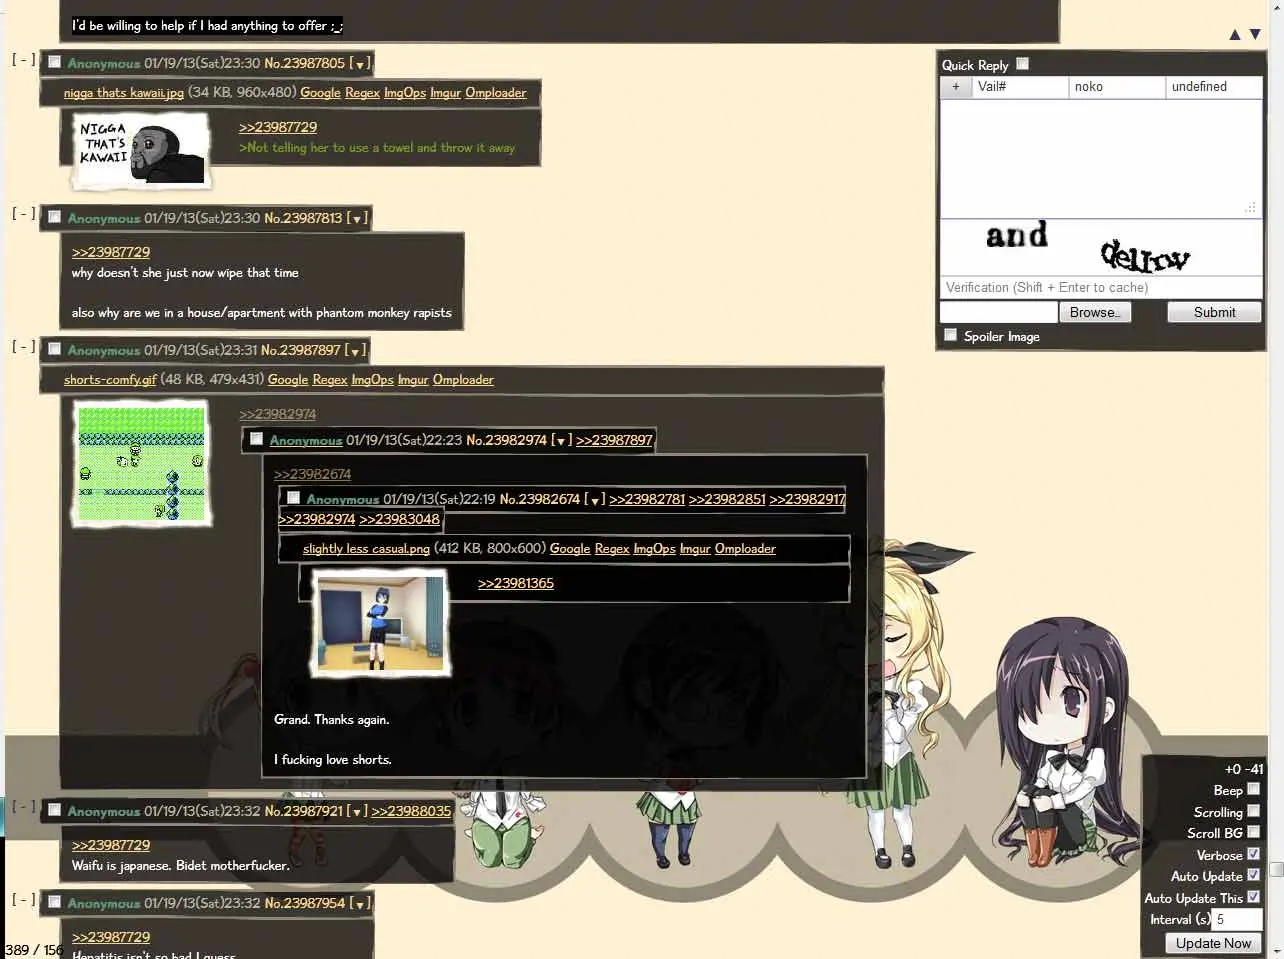 I'd be willing to help if I had anything to offer ;_;
▲ ▼
[ - ] Anonymous 01/19/13(Sat)23:30 No.23987805 [▼]
nigga thats kawaii.jpg (34 KB, 960x480) Google Regex ImgOps Imgur Omploader
NIGGA
THAT'S
KAWAII
>>23987729
>Not telling her to use a towel and throw it away
[ - ] Anonymous 01/19/13(Sat)23:30 No.23987813 [▼]
>>23987729
why doesn't she just now wipe that time
also why are we in a house/apartment with phantom monkey rapists
[ - ] Anonymous 01/19/13(Sat)23:31 No.23987897 [▼]
shorts-comfy.gif (48 KB, 479x431) Google Regex ImgOps Imgur Omploader
>>23982974
Anonymous 01/19/13(Sat)22:23 No.23982974 [▼] >>23987897
>>23982674
Anonymous 01/19/13(Sat)22:19 No.23982674 [▼] >>23982781 >>23982851 >>23982917
>>23982974 >>23983048
slightly less casual.png (412 KB, 800x600) Google Regex ImgOps Imgur Omploader
>>23981365
Grand. Thanks again.
I fucking love shorts.
[ - ] Anonymous 01/19/13(Sat)23:32 No.23987921 [▼] >>23988035
>>23987729
Waifu is japanese. Bidet motherfucker.
[ - ] Anonymous 01/19/13(Sat)23:32 No.23987954 [▼]
>>23987729
Hepatitis isn't so bad I guess
389 / 156
Quick Reply
+ Vail# noko undefined
and
Verification (Shift + Enter to cache)
Browse... Submit
Spoiler Image
+0 -41
Beep
Scrolling
Scroll BG
Verbose
Auto Update
Auto Update This
Interval (s) 5
Update Now